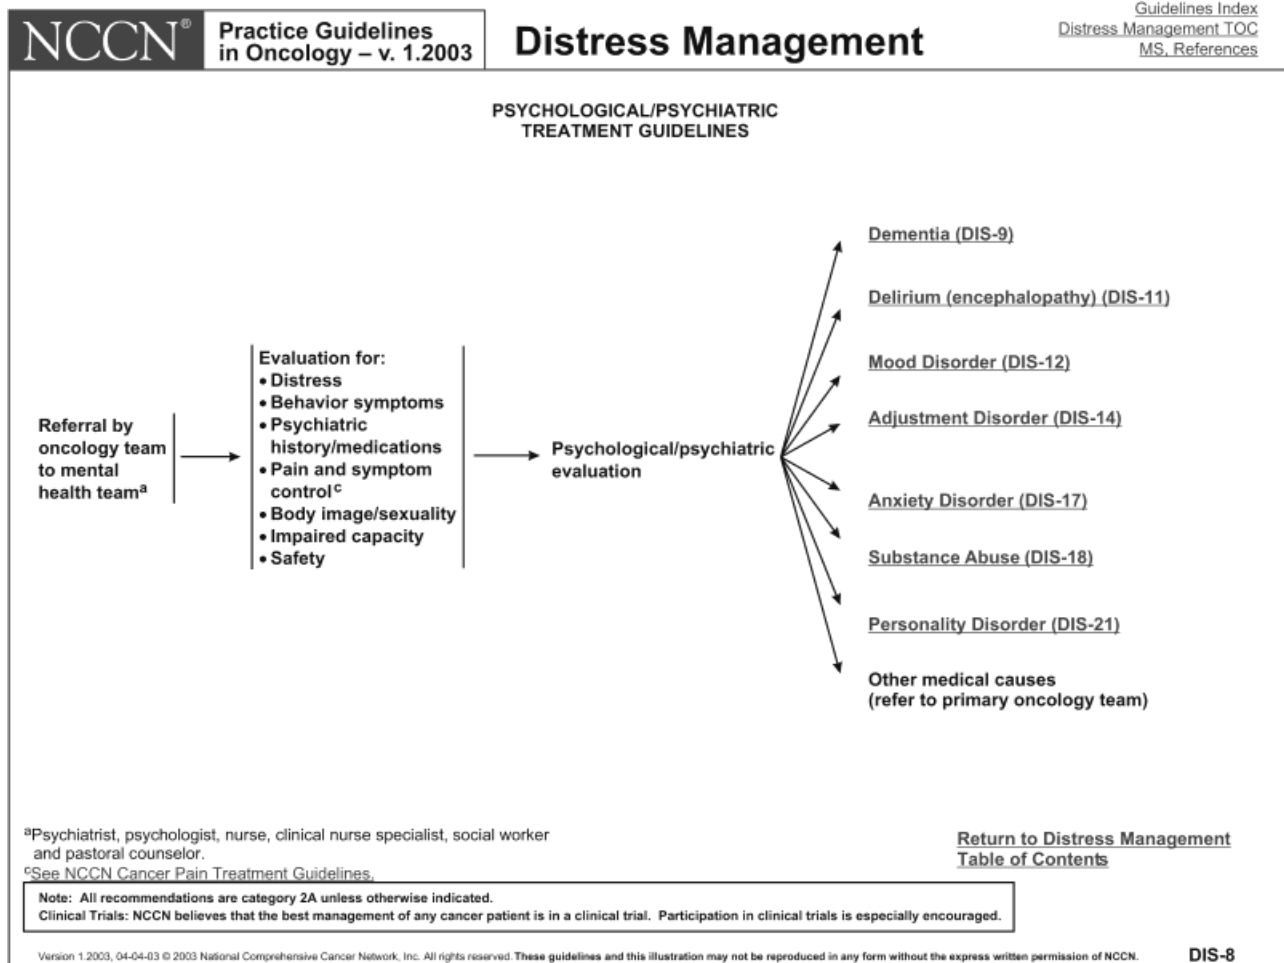 NCCN®
Practice Guidelines
in Oncology – v. 1.2003
Distress Management
Guidelines Index
Distress Management TOC
MS, References
PSYCHOLOGICAL/PSYCHIATRIC
TREATMENT GUIDELINES
Referral by
oncology team
to mental
health teamᵃ
Evaluation for:
• Distress
• Behavior symptoms
• Psychiatric
history/medications
• Pain and symptom
controlᶜ
• Body image/sexuality
• Impaired capacity
• Safety
Psychological/psychiatric
evaluation
Dementia (DIS-9)
Delirium (encephalopathy) (DIS-11)
Mood Disorder (DIS-12)
Adjustment Disorder (DIS-14)
Anxiety Disorder (DIS-17)
Substance Abuse (DIS-18)
Personality Disorder (DIS-21)
Other medical causes
(refer to primary oncology team)
ᵃPsychiatrist, psychologist, nurse, clinical nurse specialist, social worker
and pastoral counselor.
ᶜSee NCCN Cancer Pain Treatment Guidelines.
Return to Distress Management
Table of Contents
Note: All recommendations are category 2A unless otherwise indicated.
Clinical Trials: NCCN believes that the best management of any cancer patient is in a clinical trial. Participation in clinical trials is especially encouraged.
Version 1.2003, 04-04-03 © 2003 National Comprehensive Cancer Network, Inc. All rights reserved. These guidelines and this illustration may not be reproduced in any form without the express written permission of NCCN.
DIS-8